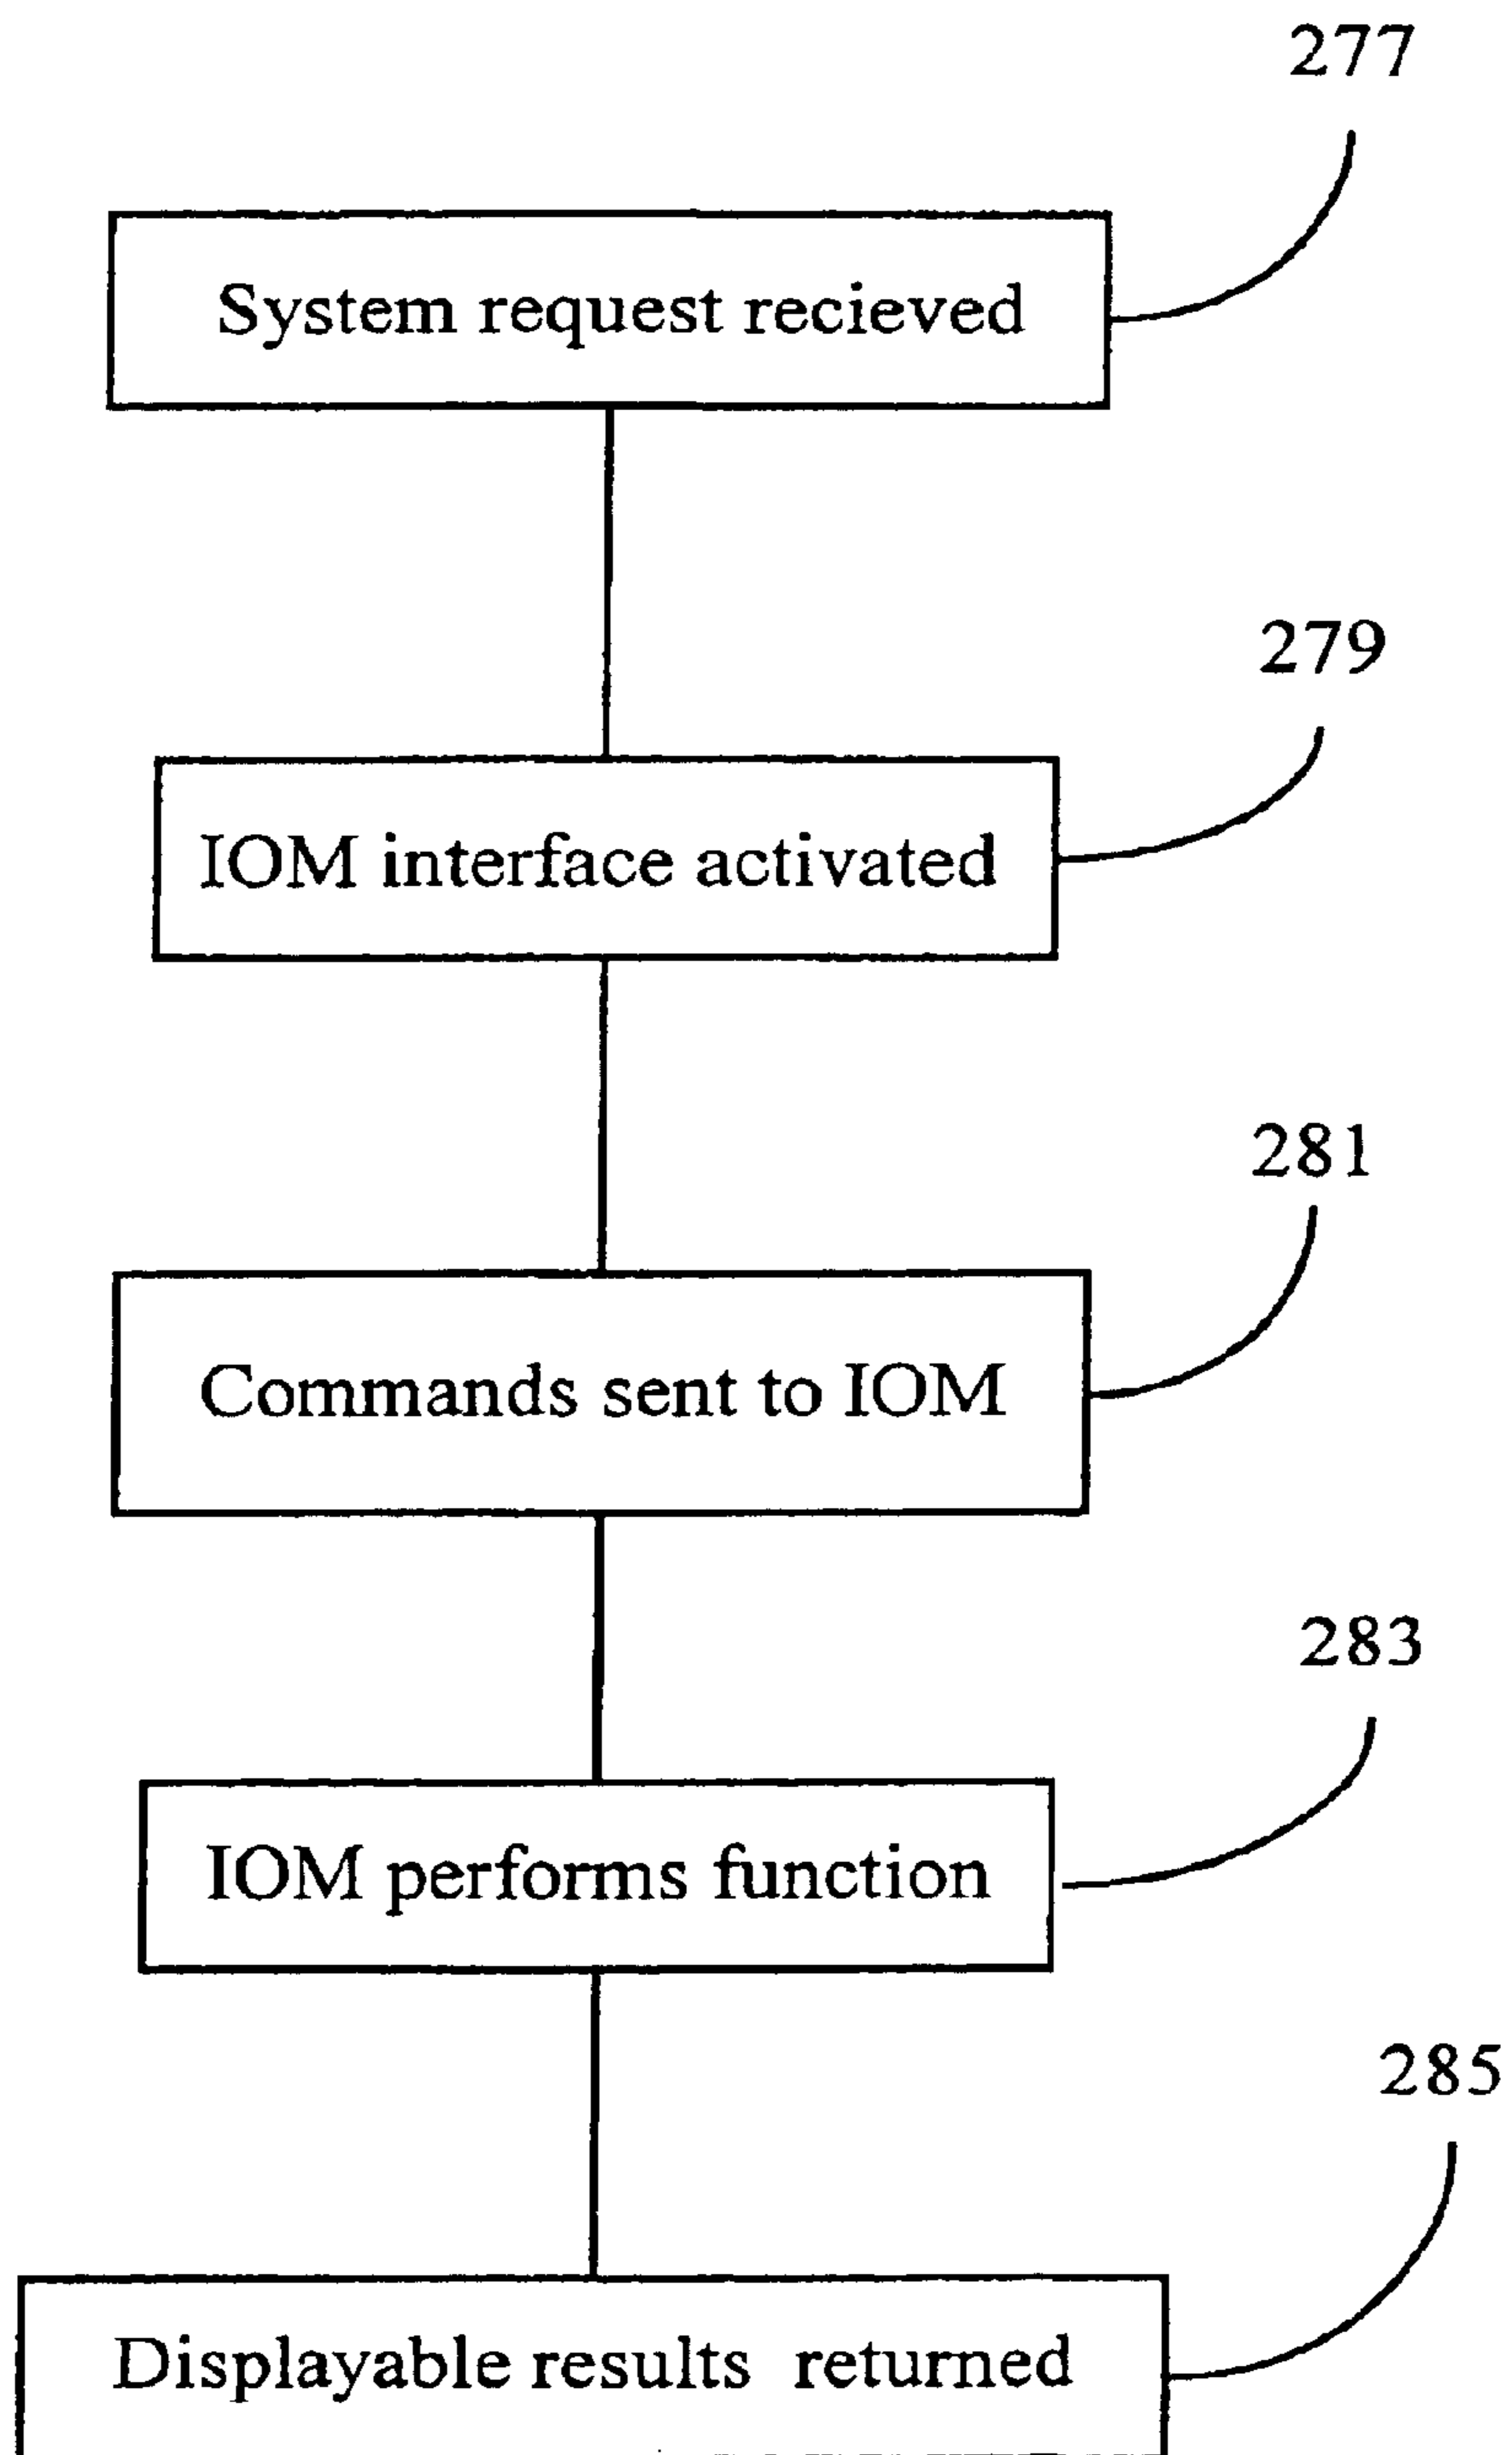 277
System request recieved
279
IOM interface activated
281
Commands sent to IOM
283
IOM performs function
285
Displayable results returned